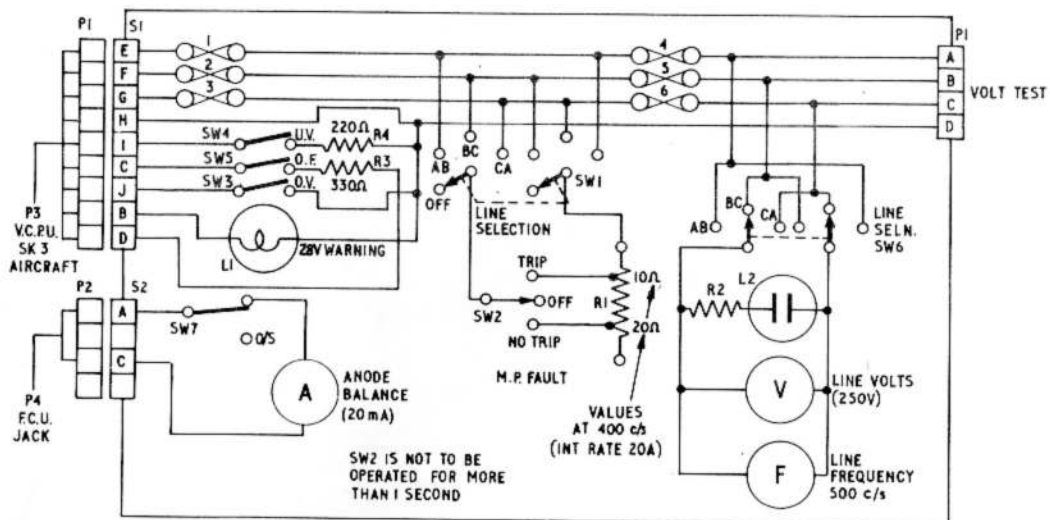 P1
S1
E
F
G
H
I
C
J
B
D
1
2
3
4
5
6
P1
A
B
C
D
VOLT TEST
SW4
U.V.
220Ω
R4
SW5
O.F.
R3
330Ω
SW3
O.V.
L1
28V WARNING
P3
V.C.P.U.
SK 3
AIRCRAFT
AB
BC
CA
OFF
SW1
LINE
SELECTION
TRIP
SW2
OFF
NO TRIP
R1
10Ω
20Ω
M.P. FAULT
VALUES
AT 400 c/s
(INT RATE 20A)
AB
BC
CA
LINE
SELN.
SW6
R2
L2
V
LINE VOLTS
(250V)
F
LINE
FREQUENCY
500 c/s
P2
S2
A
C
SW7
O/S
A
ANODE
BALANCE
(20mA)
P4
F.C.U.
JACK
SW2 IS NOT TO BE
OPERATED FOR MORE
THAN 1 SECOND